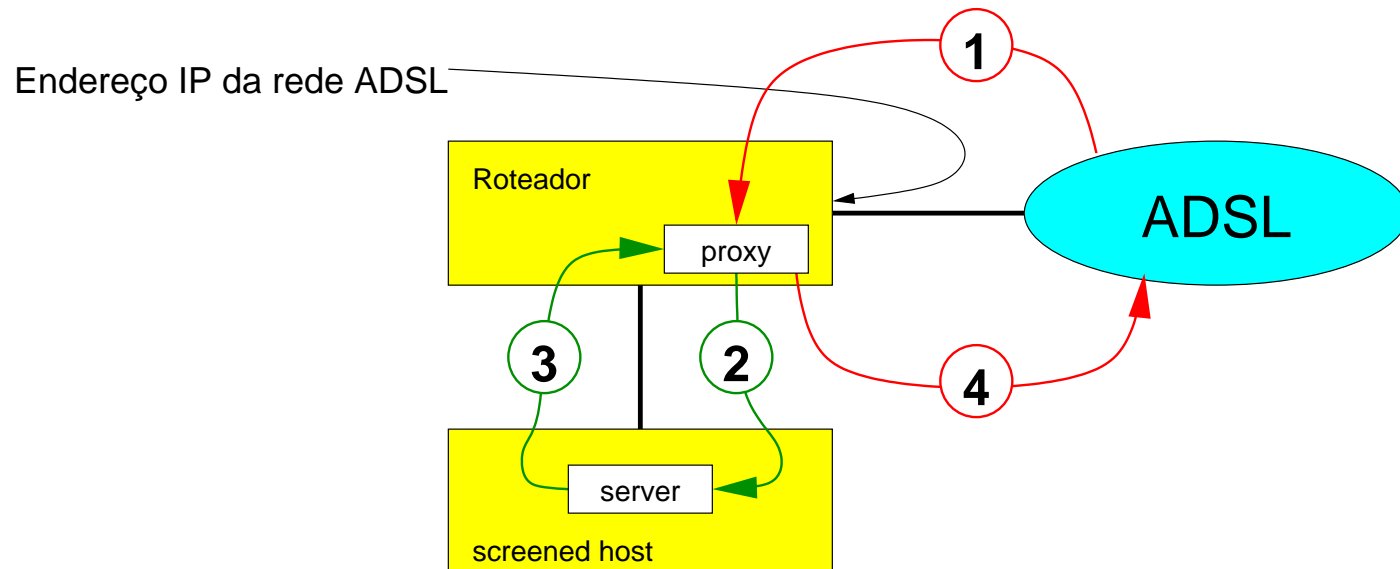 1
Endereço IP da rede ADSL
Roteador
ADSL
proxy
3
2
4
server
screened host